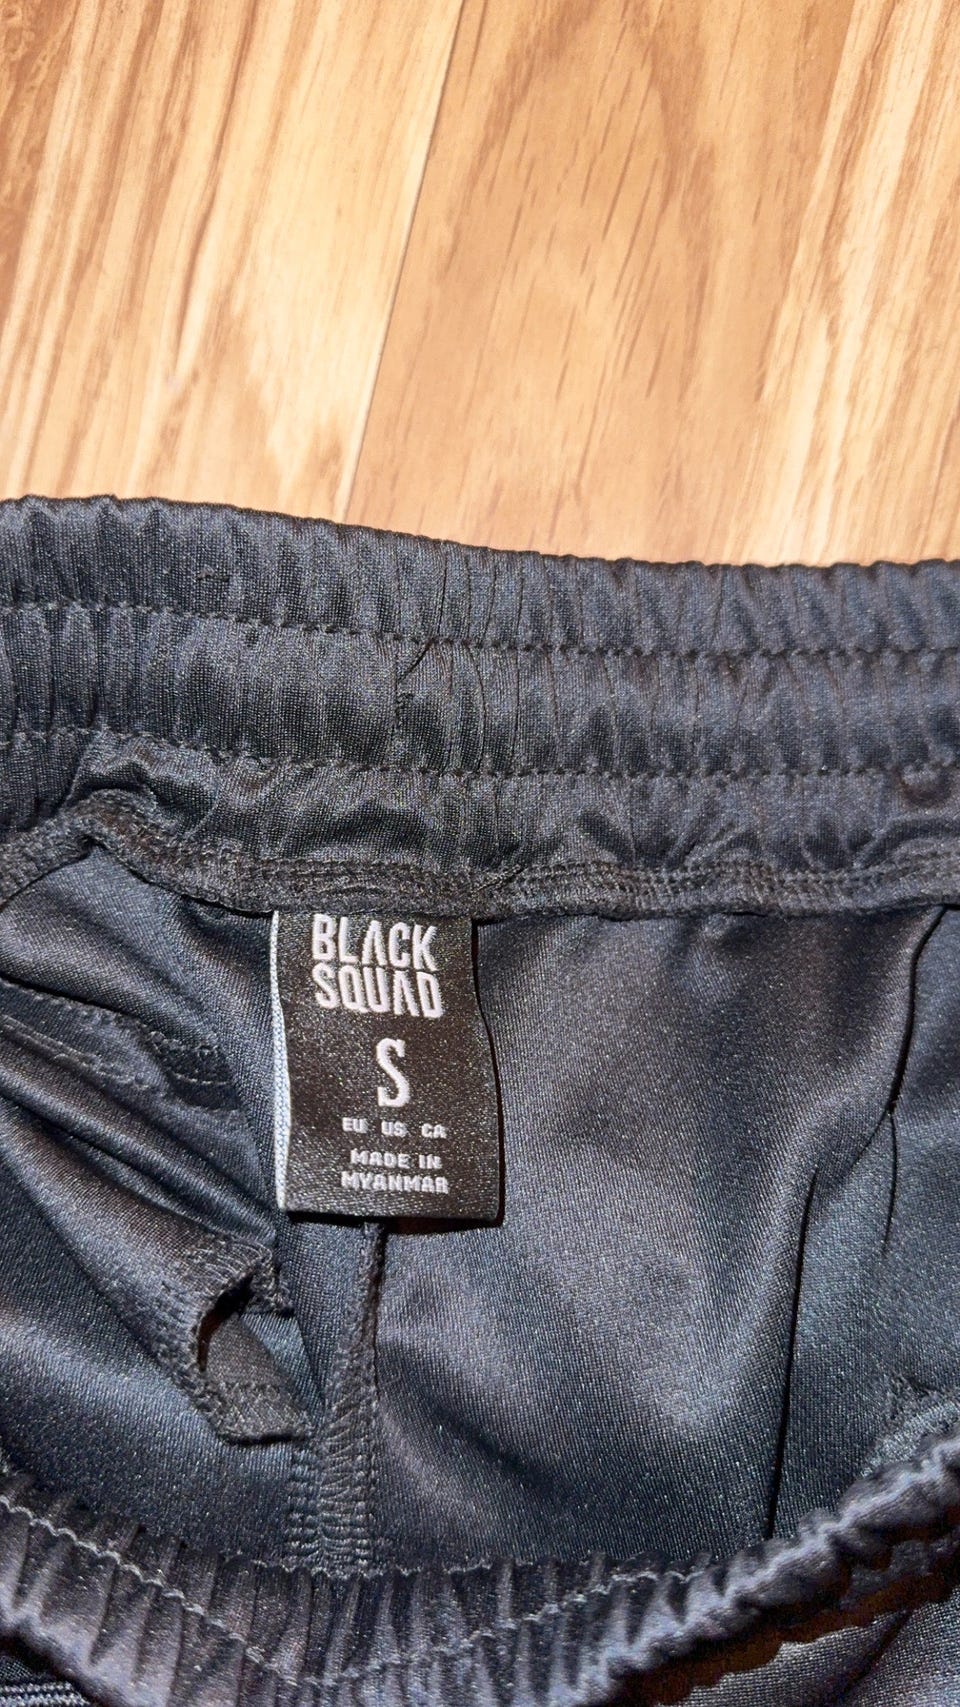 BLACK
SQUAD
S
EU US CA
MADE IN
MYANMAR